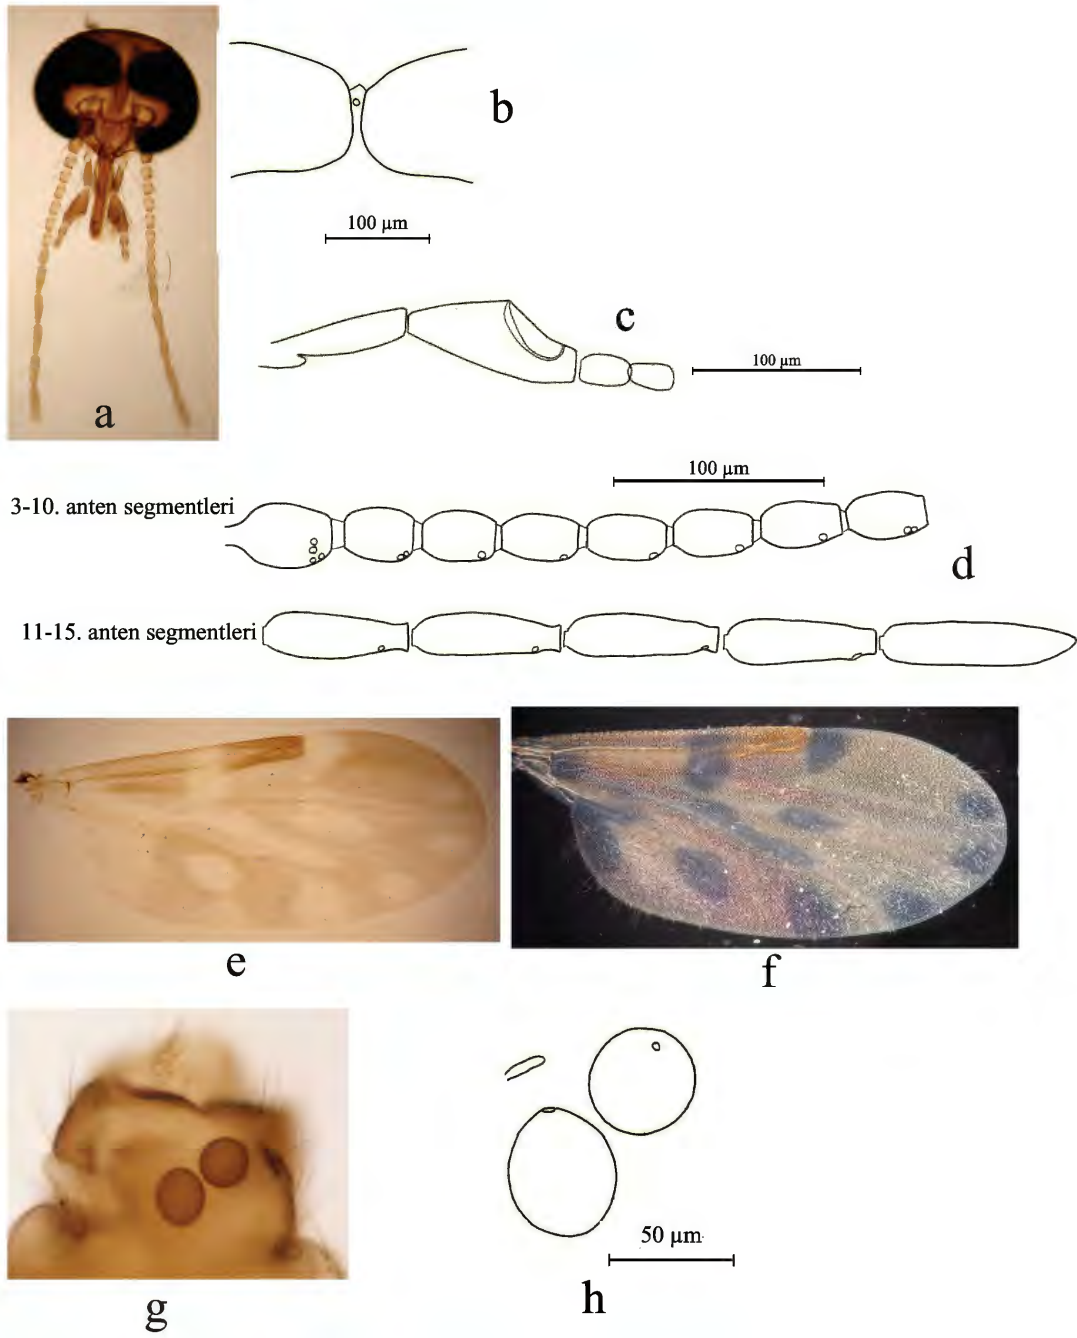 b
100 µm
c
100 µm
a
100 µm
3-10. anten segmentleri
d
11-15. anten segmentleri
e
f
50 µm
g
h